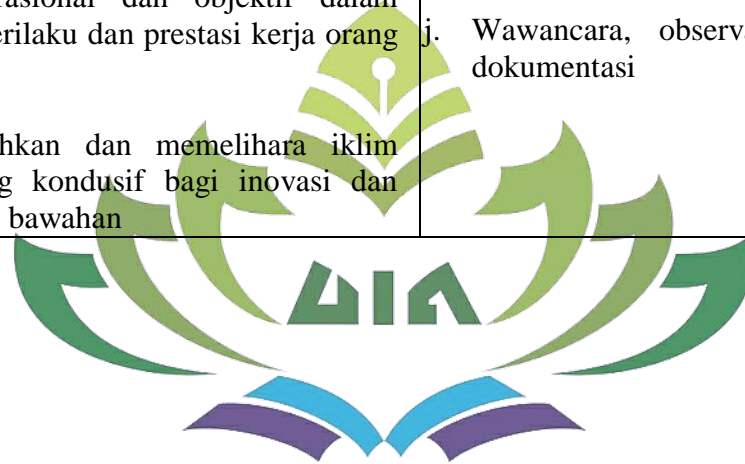 rasional dan objektif dalam
erilaku dan prestasi kerja orang
hkan dan memelihara iklim
g kondusif bagi inovasi dan
bawahan
j. Wawancara, observa
dokumentasi
UIN